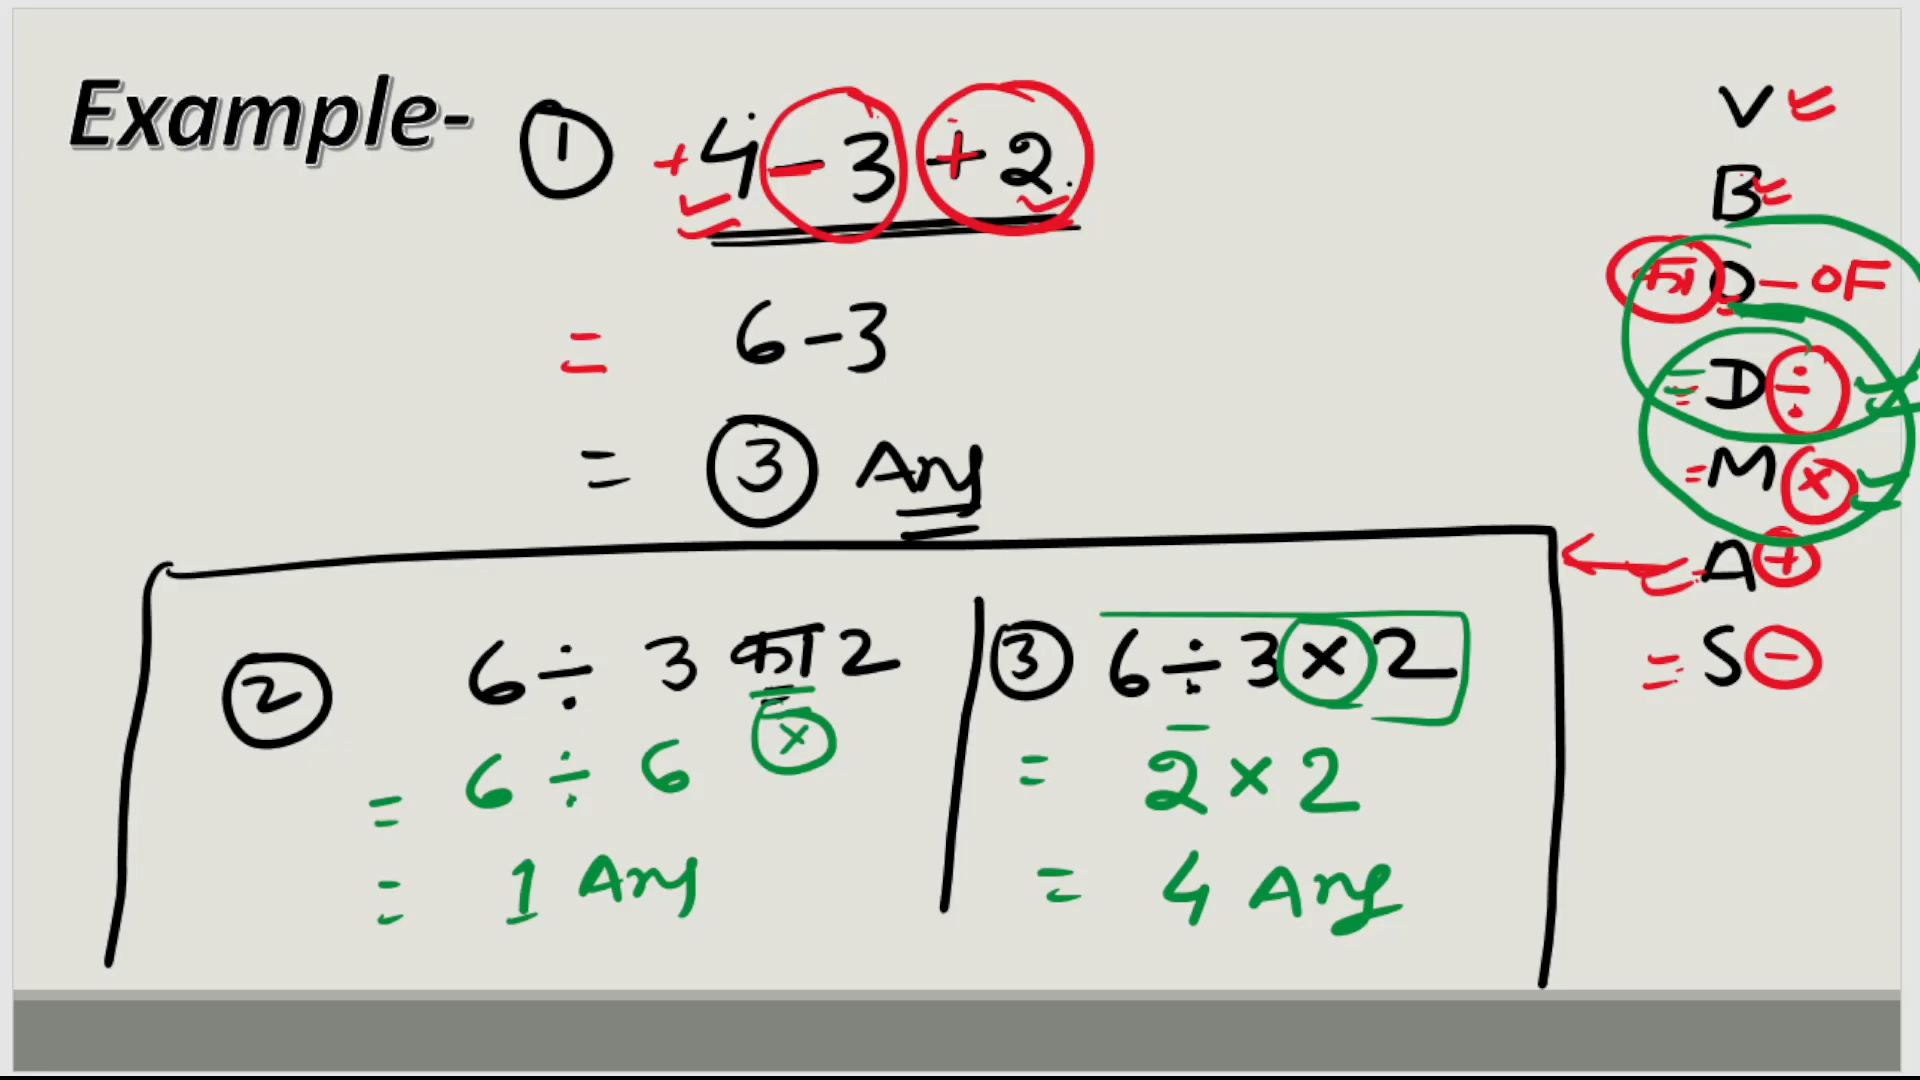 Example-
① +4 - 3 + 2
= 6 - 3
= 3 Ans
② 6 ÷ 3 का 2
×
= 6 ÷ 6
= 1 Ans
③ 6 ÷ 3 × 2
= 2 × 2
= 4 Ans
V =
B =
का O - OF
= D ÷
= M ×
= A +
= S -